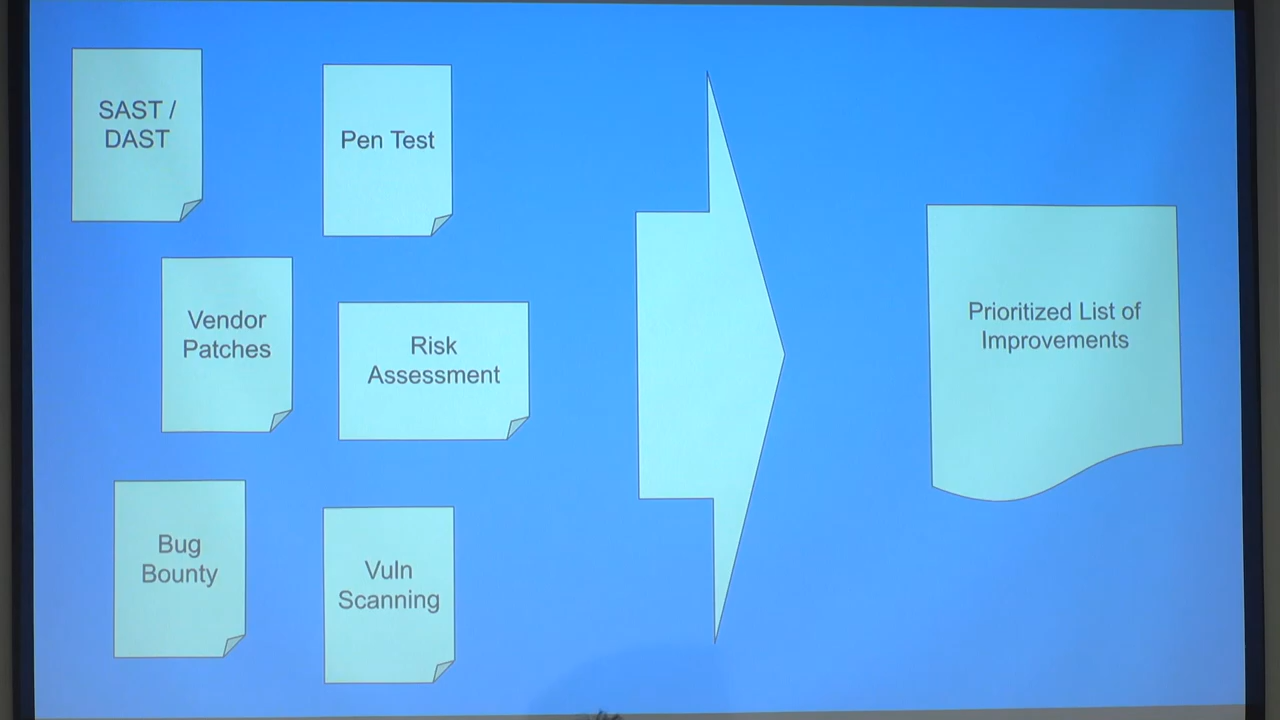 SAST /
DAST
Pen Test
Vendor
Patches
Risk
Assessment
Bug
Bounty
Vuln
Scanning
Prioritized List of
Improvements